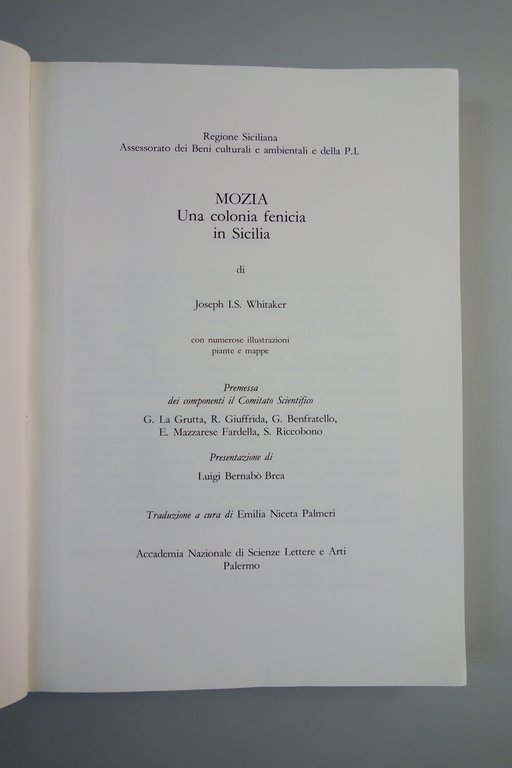 Regione Siciliana
Assessorato dei Beni culturali e ambientali e della P.I.
MOZIA
Una colonia fenicia
in Sicilia
di
Joseph I.S. Whitaker
con numerose illustrazioni
piante e mappe
Premessa
dei componenti il Comitato Scientifico
G. La Grutta, R. Giuffrida, G. Benfratello,
E. Mazzarese Fardella, S. Riccobono
Presentazione di
Luigi Bernabò Brea
Traduzione a cura di Emilia Niceta Palmeri
Accademia Nazionale di Scienze Lettere e Arti
Palermo